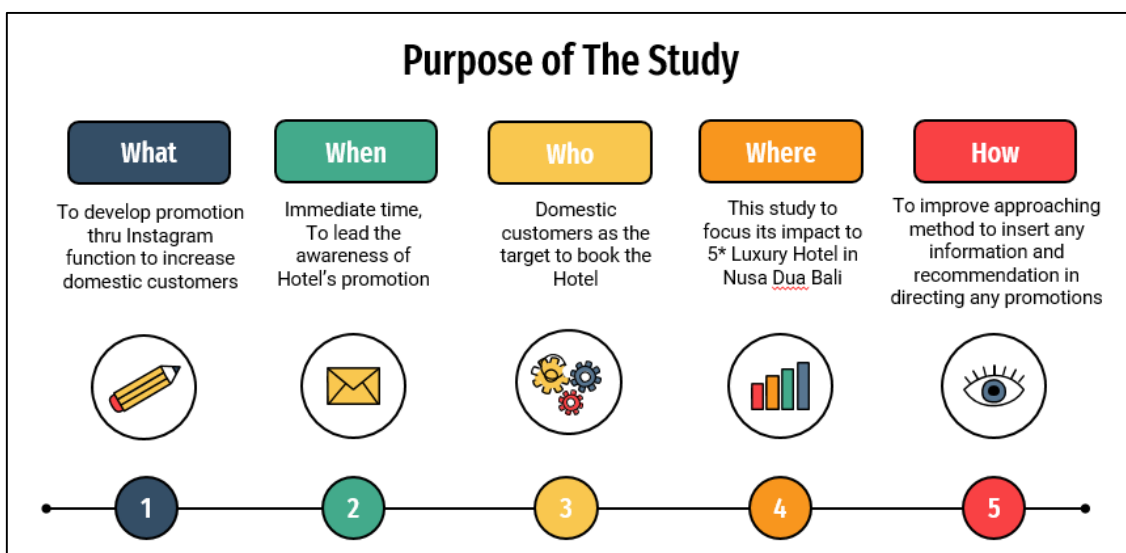 Purpose of The Study
What
To develop promotion
thru Instagram
function to increase
domestic customers
When
Immediate time,
To lead the
awareness of
Hotel's promotion
Who
Domestic
customers as the
target to book the
Hotel
Where
This study to
focus its impact to
5* Luxury Hotel in
Nusa Dua Bali
How
To improve approaching
method to insert any
information and
recommendation in
directing any promotions
1
2
3
4
5